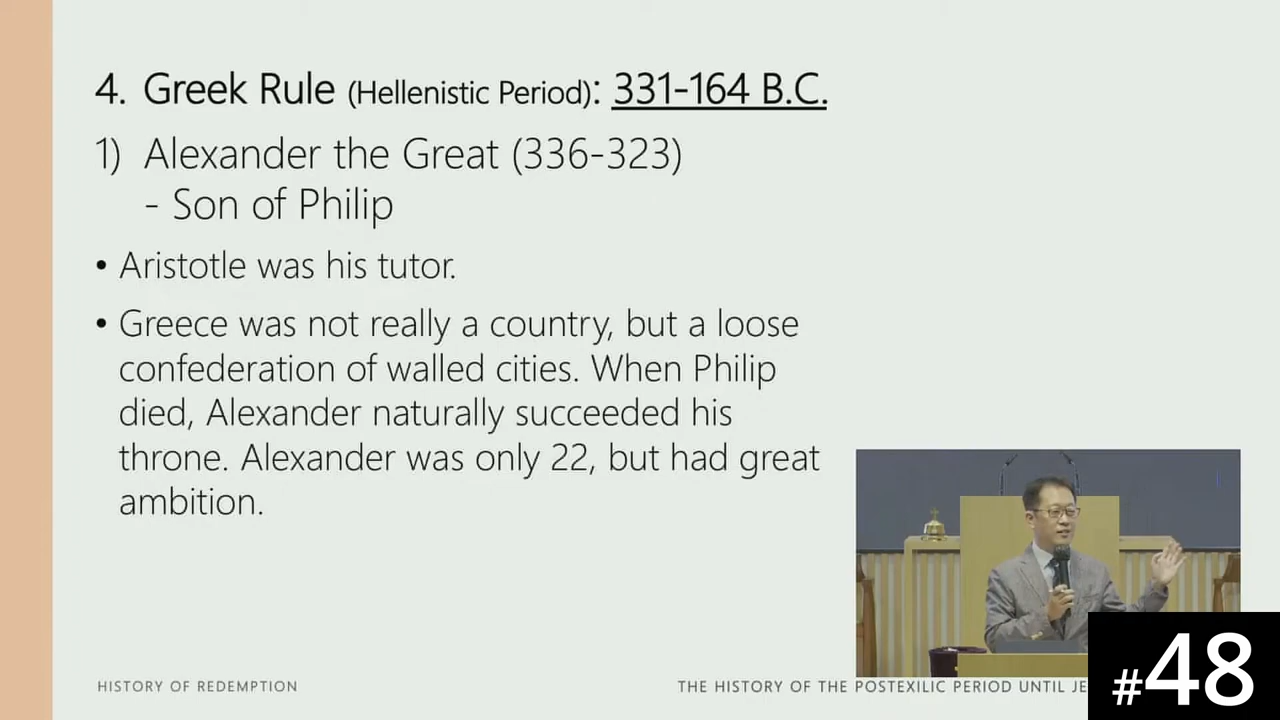 4. Greek Rule (Hellenistic Period): 331-164 B.C.
1) Alexander the Great (336-323)
- Son of Philip
• Aristotle was his tutor.
• Greece was not really a country, but a loose
confederation of walled cities. When Philip
died, Alexander naturally succeeded his
throne. Alexander was only 22, but had great
ambition.
HISTORY OF REDEMPTION
THE HISTORY OF THE POSTEXILIC PERIOD UNTIL JE
#48